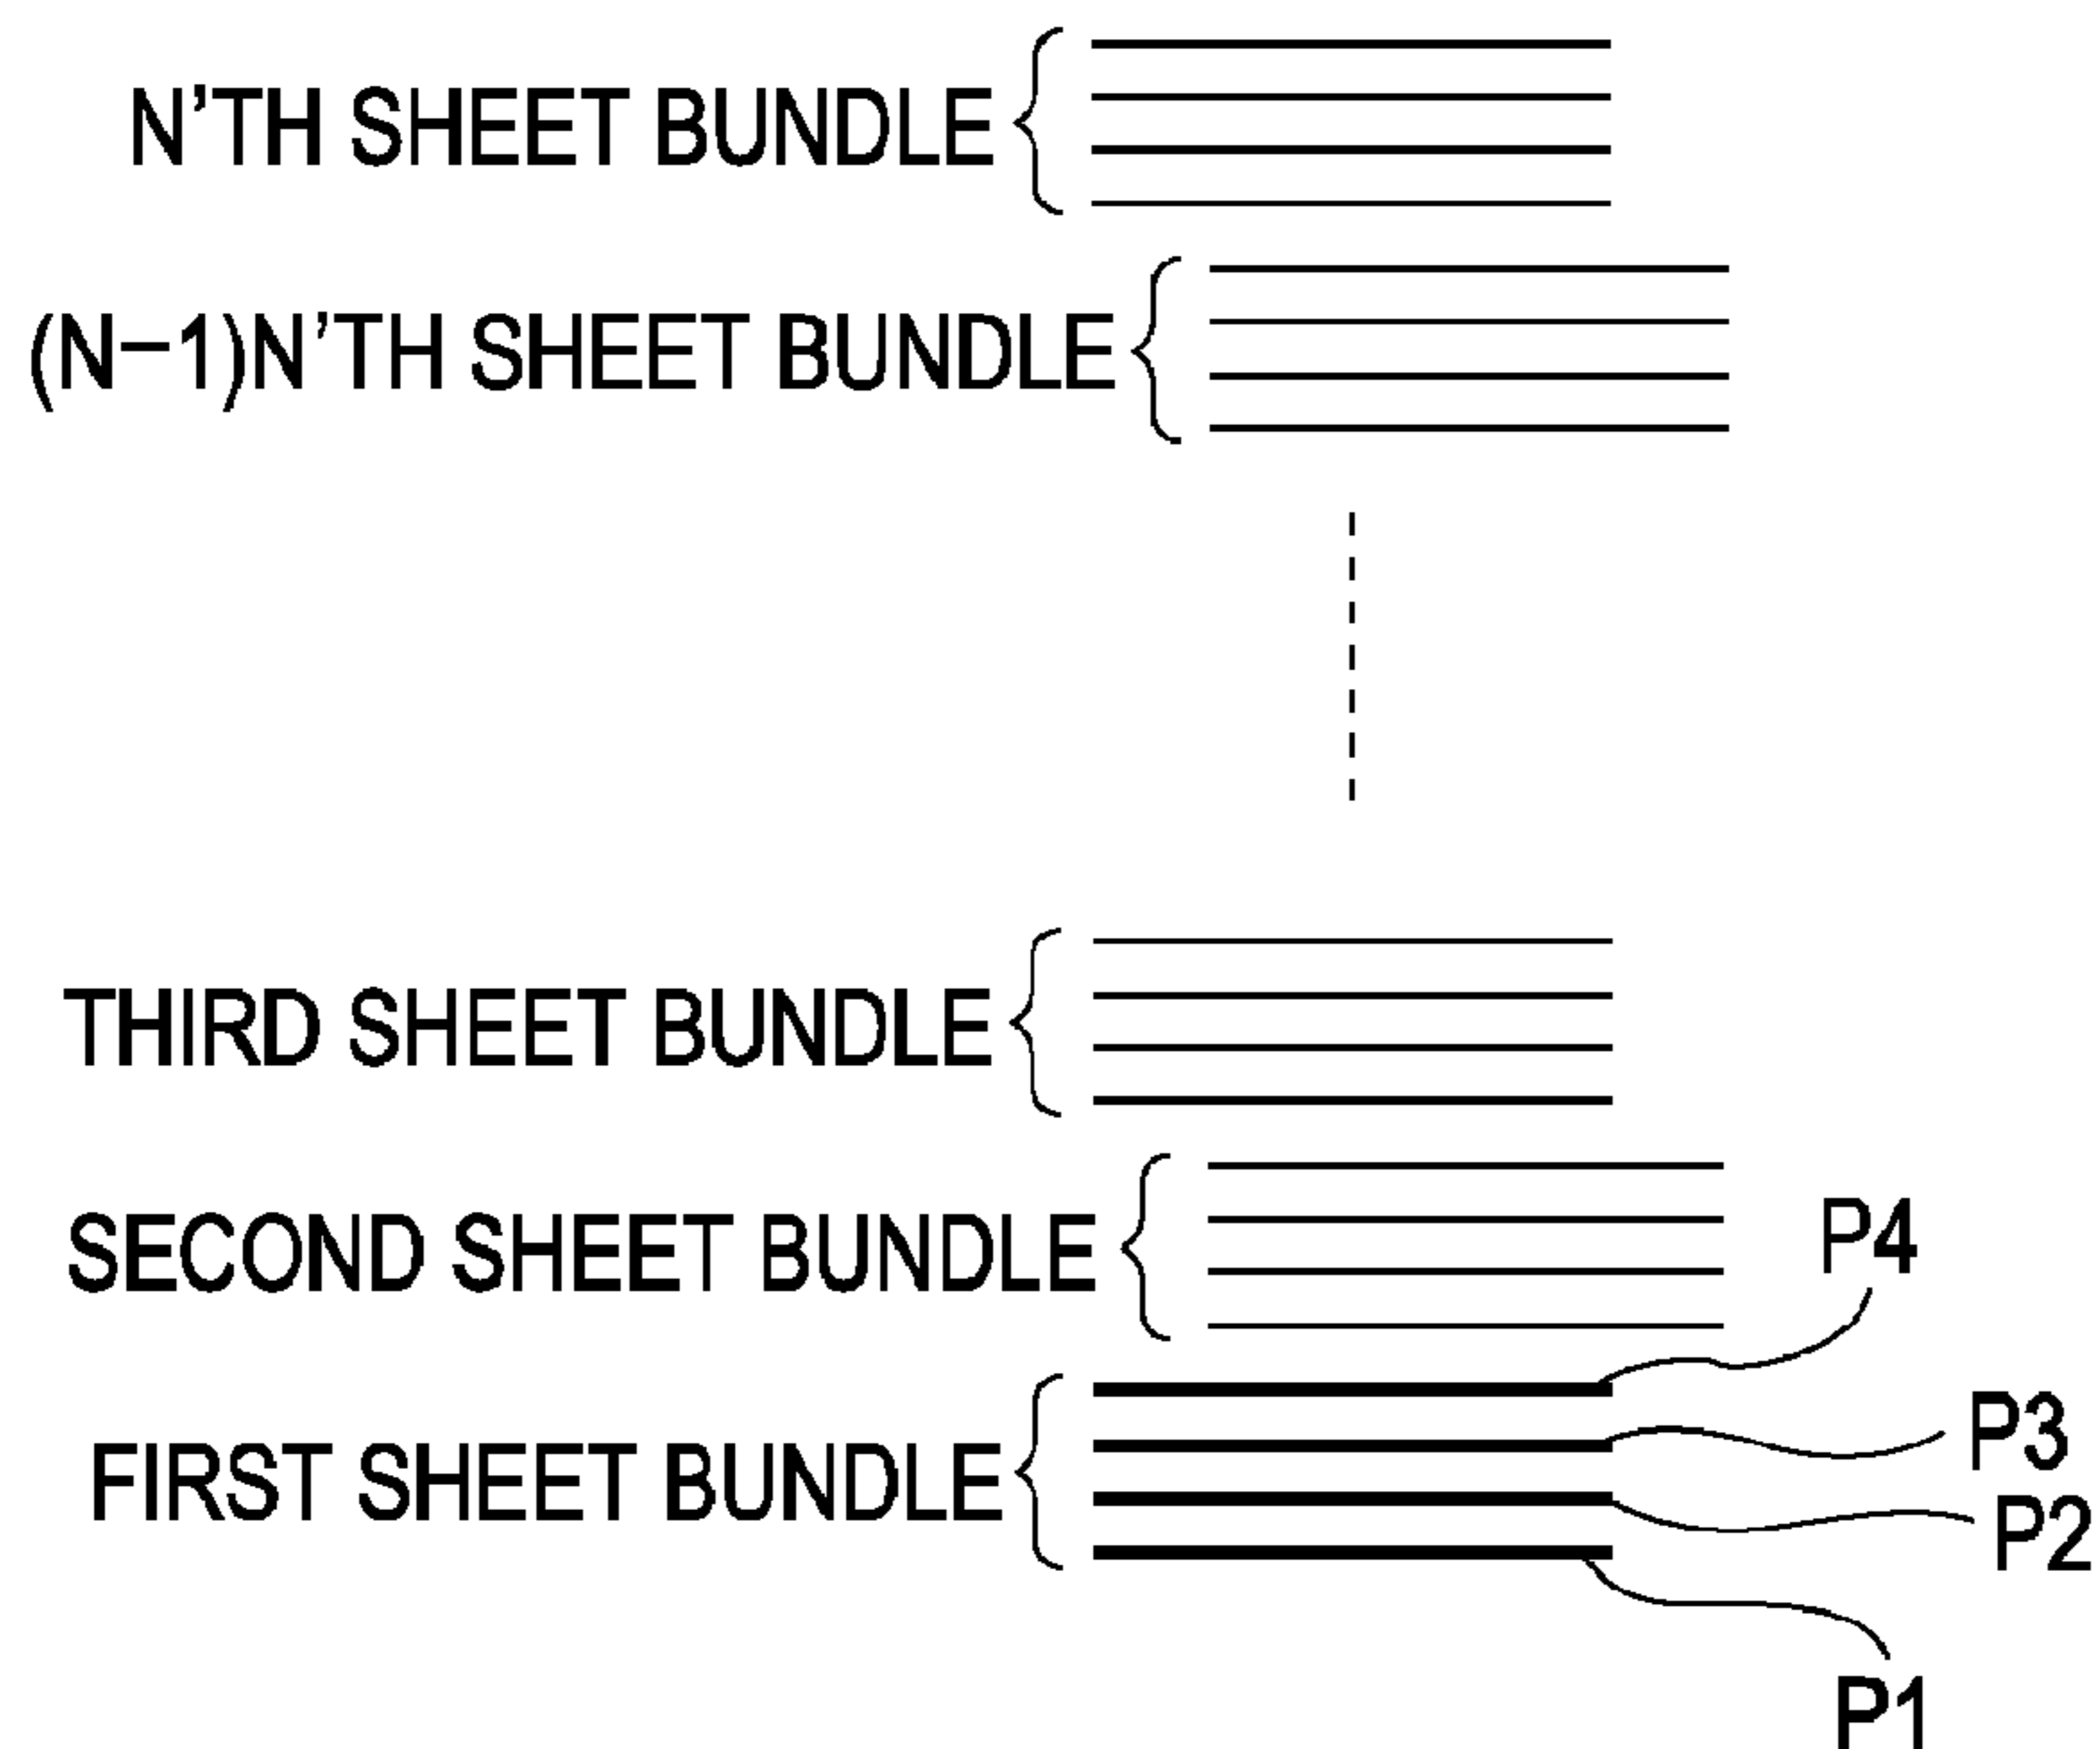 N'TH SHEET BUNDLE
(N−1)N'TH SHEET BUNDLE
THIRD SHEET BUNDLE
SECOND SHEET BUNDLE
P4
FIRST SHEET BUNDLE
P3
P2
P1